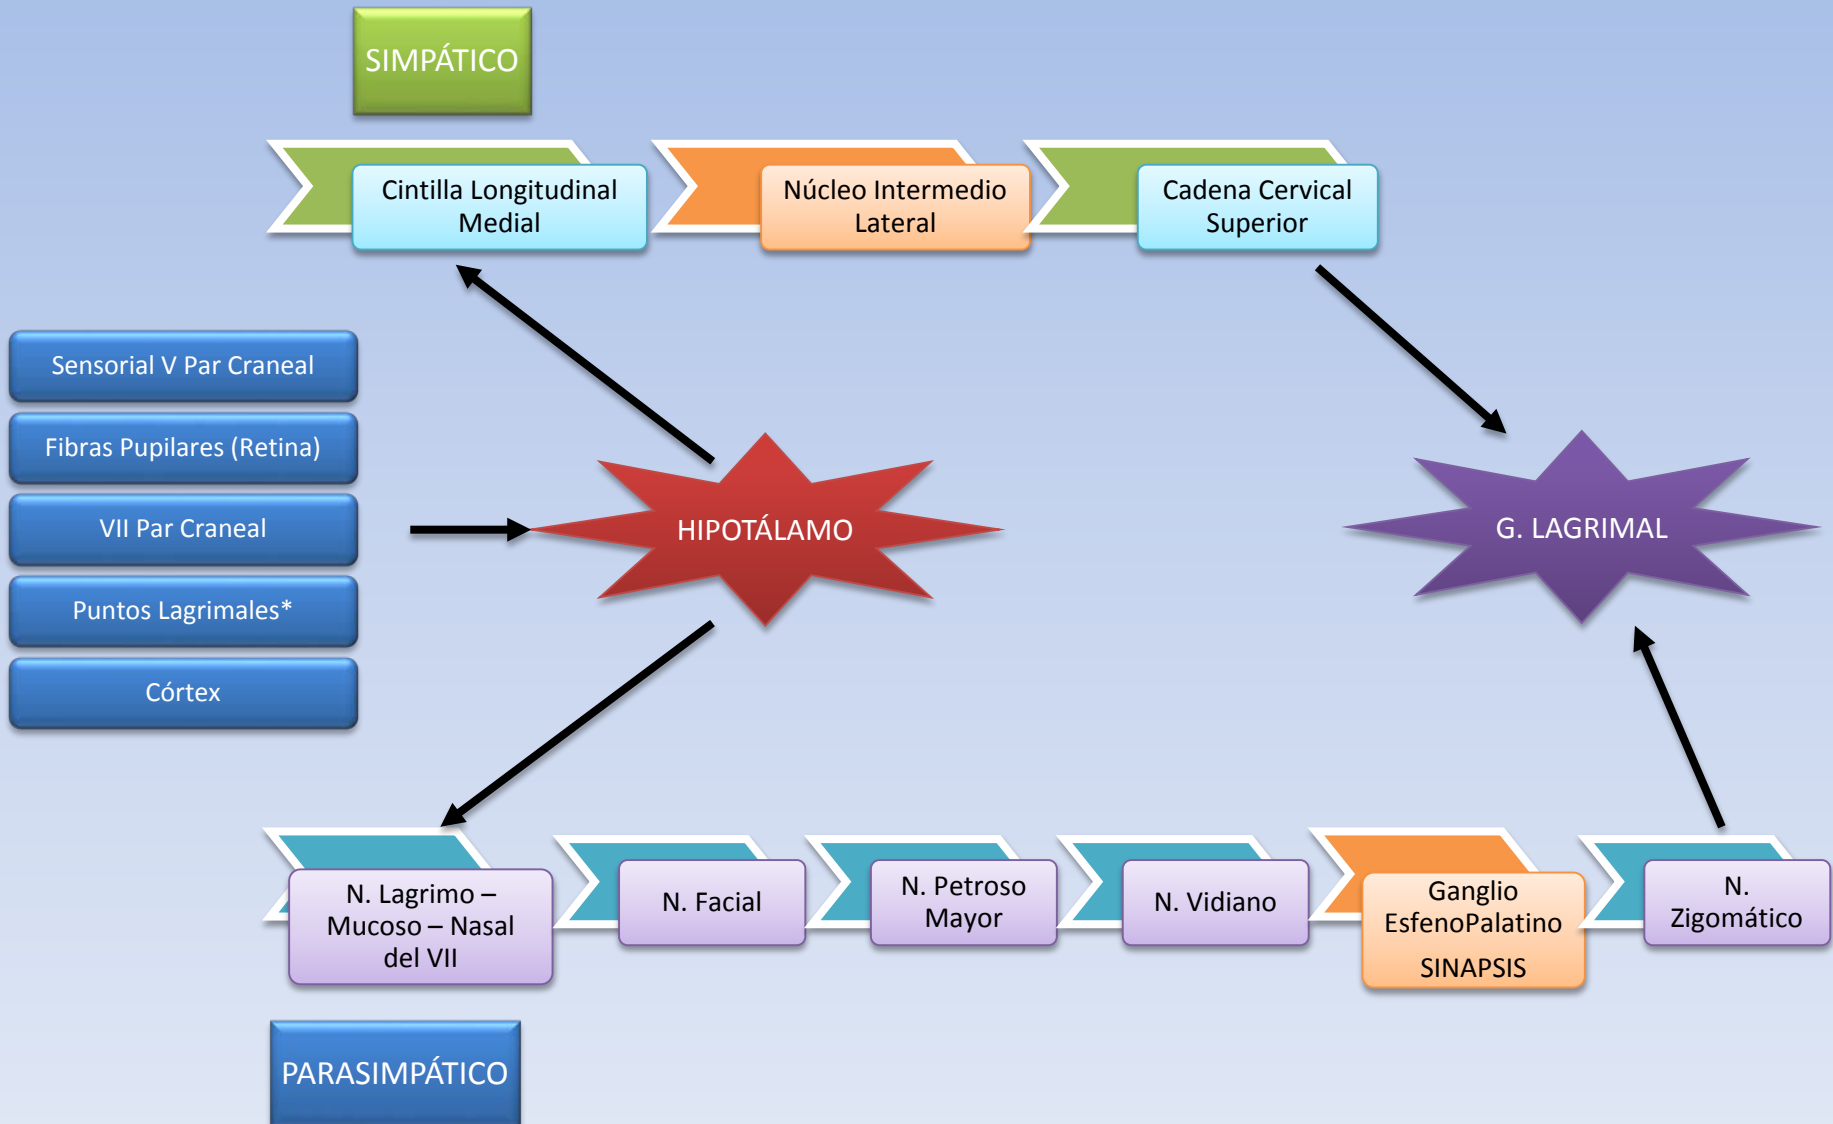 SIMPÁTICO
Cintilla Longitudinal
Medial
Núcleo Intermedio
Lateral
Cadena Cervical
Superior
Sensorial V Par Craneal
Fibras Pupilares (Retina)
VII Par Craneal
Puntos Lagrimales*
Córtex
HIPOTÁLAMO
G. LAGRIMAL
N. Lagrimo –
Mucoso – Nasal
del VII
N. Facial
N. Petroso
Mayor
N. Vidiano
Ganglio
EsfenoPalatino
SINAPSIS
N.
Zigomático
PARASIMPÁTICO